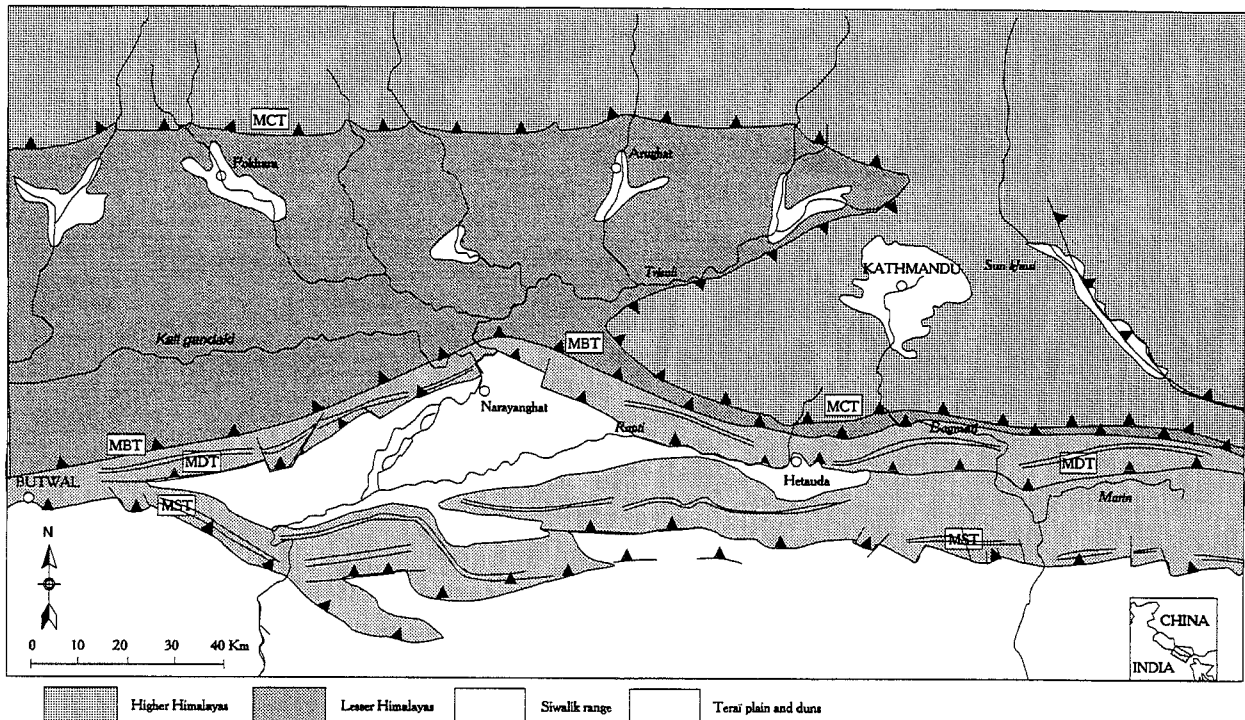 MCT
Pokhara
Arughat
Trisuli
KATHMANDU
Sun Kosi
Kali gandaki
MBT
Narayanghat
MCT
Rapti
Bagmati
MBT
MDT
MDT
Hetauda
BUTWAL
MST
Marin
MST
N
0 10 20 30 40 Km
CHINA
INDIA
Higher Himalayas
Lesser Himalayas
Siwalik range
Teraï plain and duns